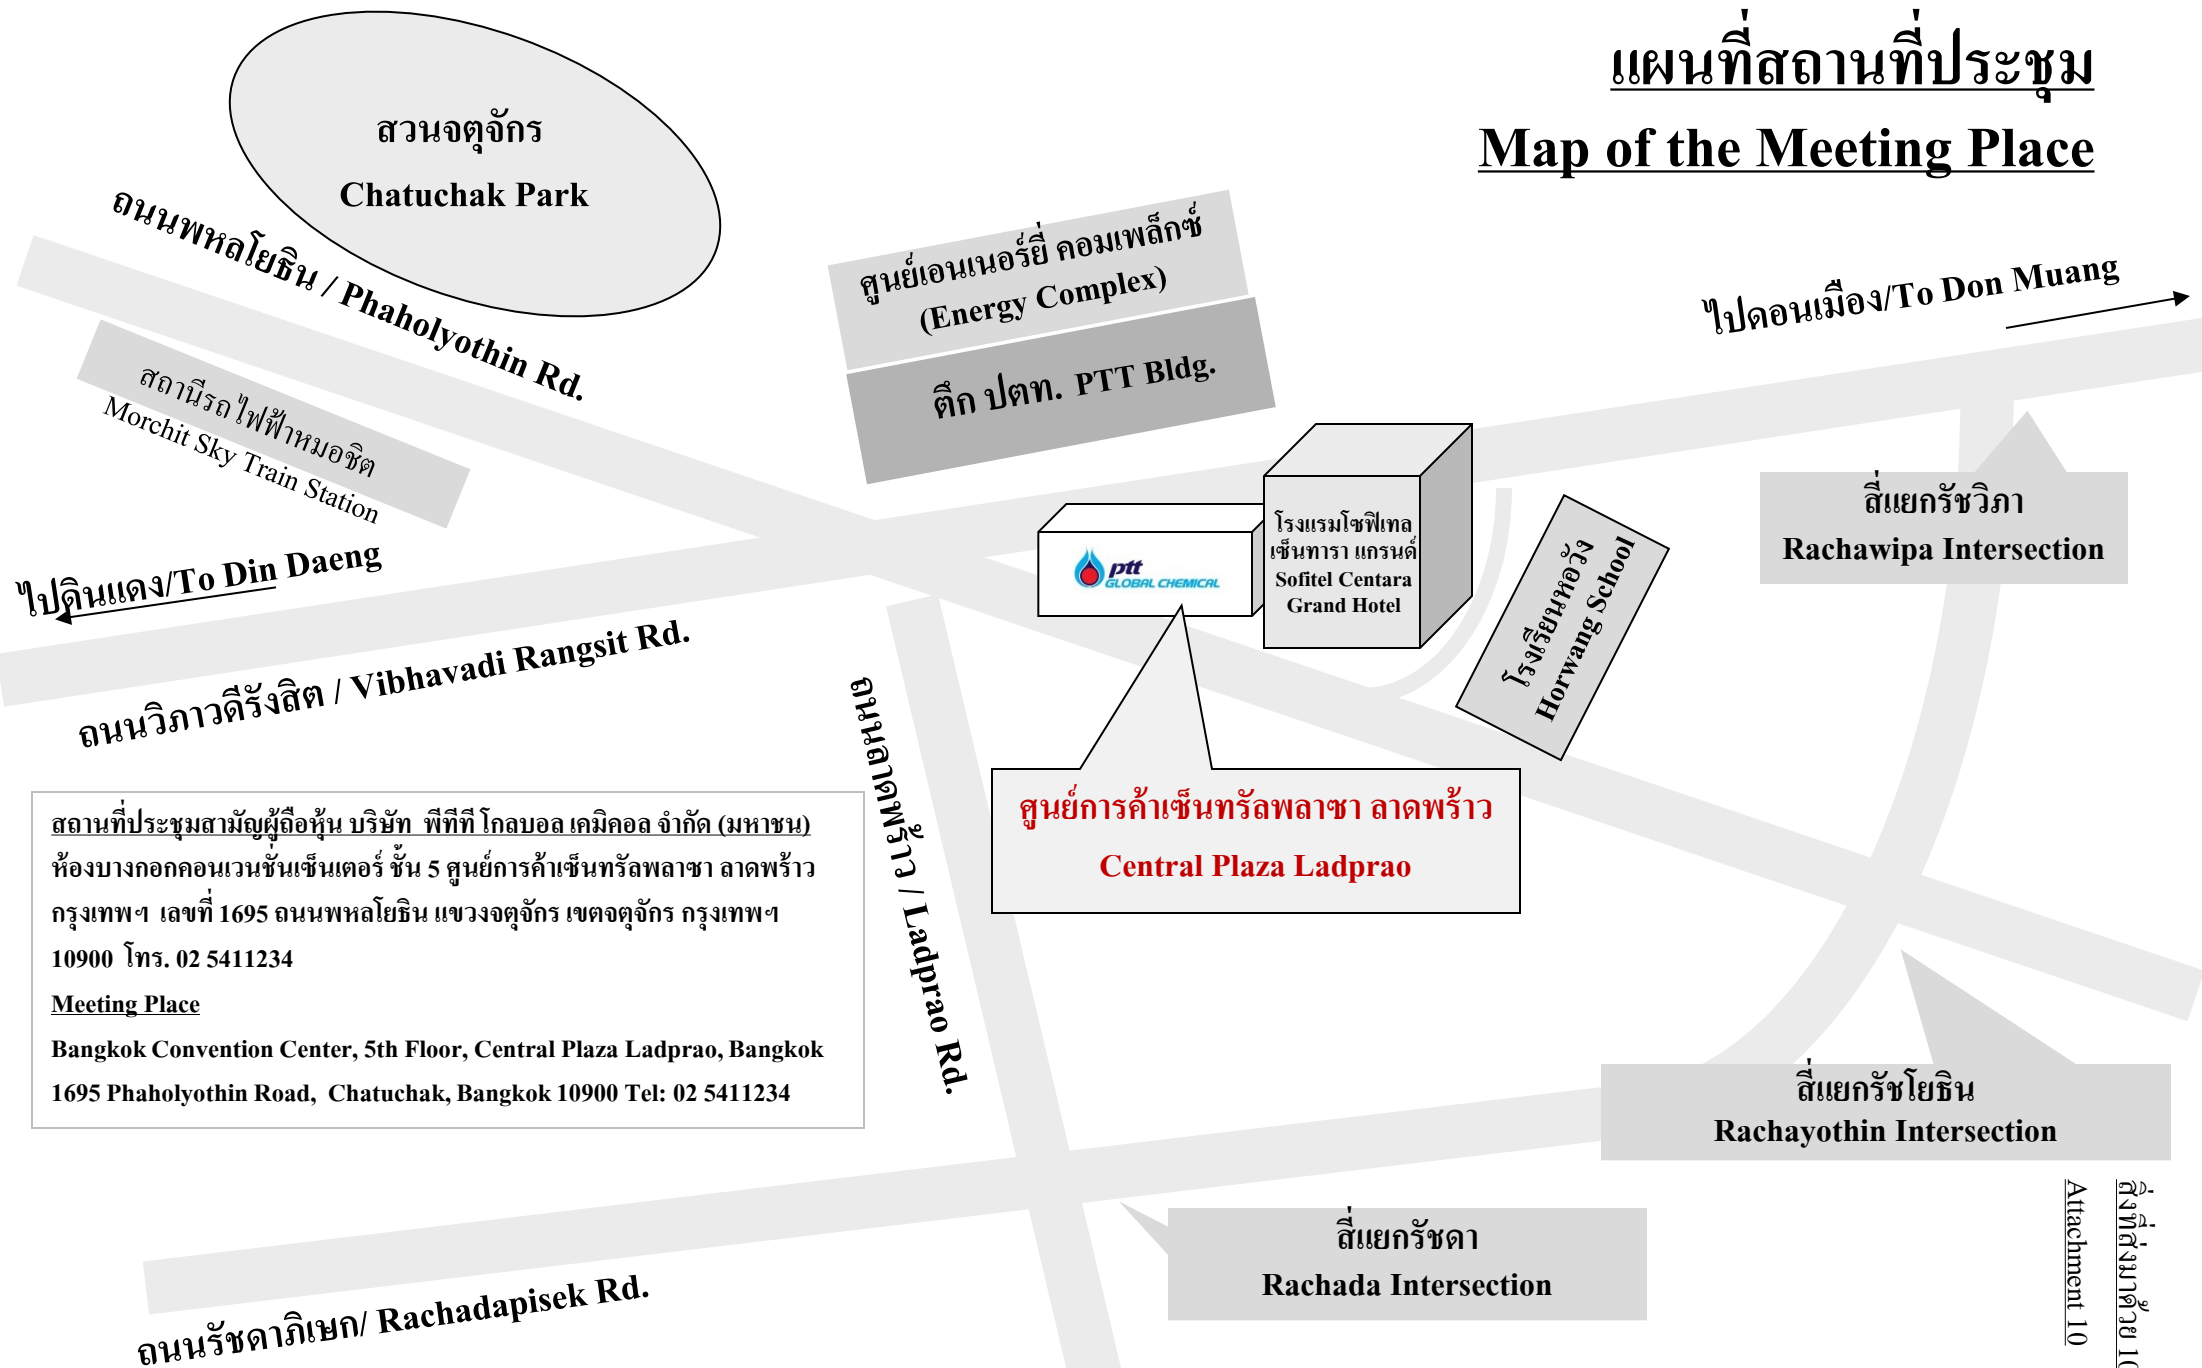 แผนที่สถานที่ประชุม
Map of the Meeting Place
สวนจตุจักร
Chatuchak Park
ถนนพหลโยธิน / Phaholyothin Rd.
ศูนย์เอนเนอร์ยี่ คอมเพล็กซ์
(Energy Complex)
ตึก ปตท. PTT Bldg.
ไปดอนเมือง/To Don Muang
สถานีรถไฟฟ้าหมอชิต
Morchit Sky Train Station
สี่แยกรัชวิภา
Rachawipa Intersection
ptt
GLOBAL CHEMICAL
โรงแรมโซฟิเทล
เซ็นทารา แกรนด์
Sofitel Centara
Grand Hotel
โรงเรียนหอวัง
Horwang School
ไปดินแดง/To Din Daeng
ถนนวิภาวดีรังสิต / Vibhavadi Rangsit Rd.
ถนนลาดพร้าว / Ladprao Rd.
ศูนย์การค้าเซ็นทรัลพลาซา ลาดพร้าว
Central Plaza Ladprao
สถานที่ประชุมสามัญผู้ถือหุ้น บริษัท พีทีที โกลบอล เคมิคอล จำกัด (มหาชน)
ห้องบางกอกคอนเวนชั่นเซ็นเตอร์ ชั้น 5 ศูนย์การค้าเซ็นทรัลพลาซา ลาดพร้าว
กรุงเทพฯ เลขที่ 1695 ถนนพหลโยธิน แขวงจตุจักร เขตจตุจักร กรุงเทพฯ
10900 โทร. 02 5411234
Meeting Place
Bangkok Convention Center, 5th Floor, Central Plaza Ladprao, Bangkok
1695 Phaholyothin Road, Chatuchak, Bangkok 10900 Tel: 02 5411234
สี่แยกรัชโยธิน
Rachayothin Intersection
สี่แยกรัชดา
Rachada Intersection
ถนนรัชดาภิเษก/ Rachadapisek Rd.
สิ่งที่ส่งมาด้วย 10
Attachment 10